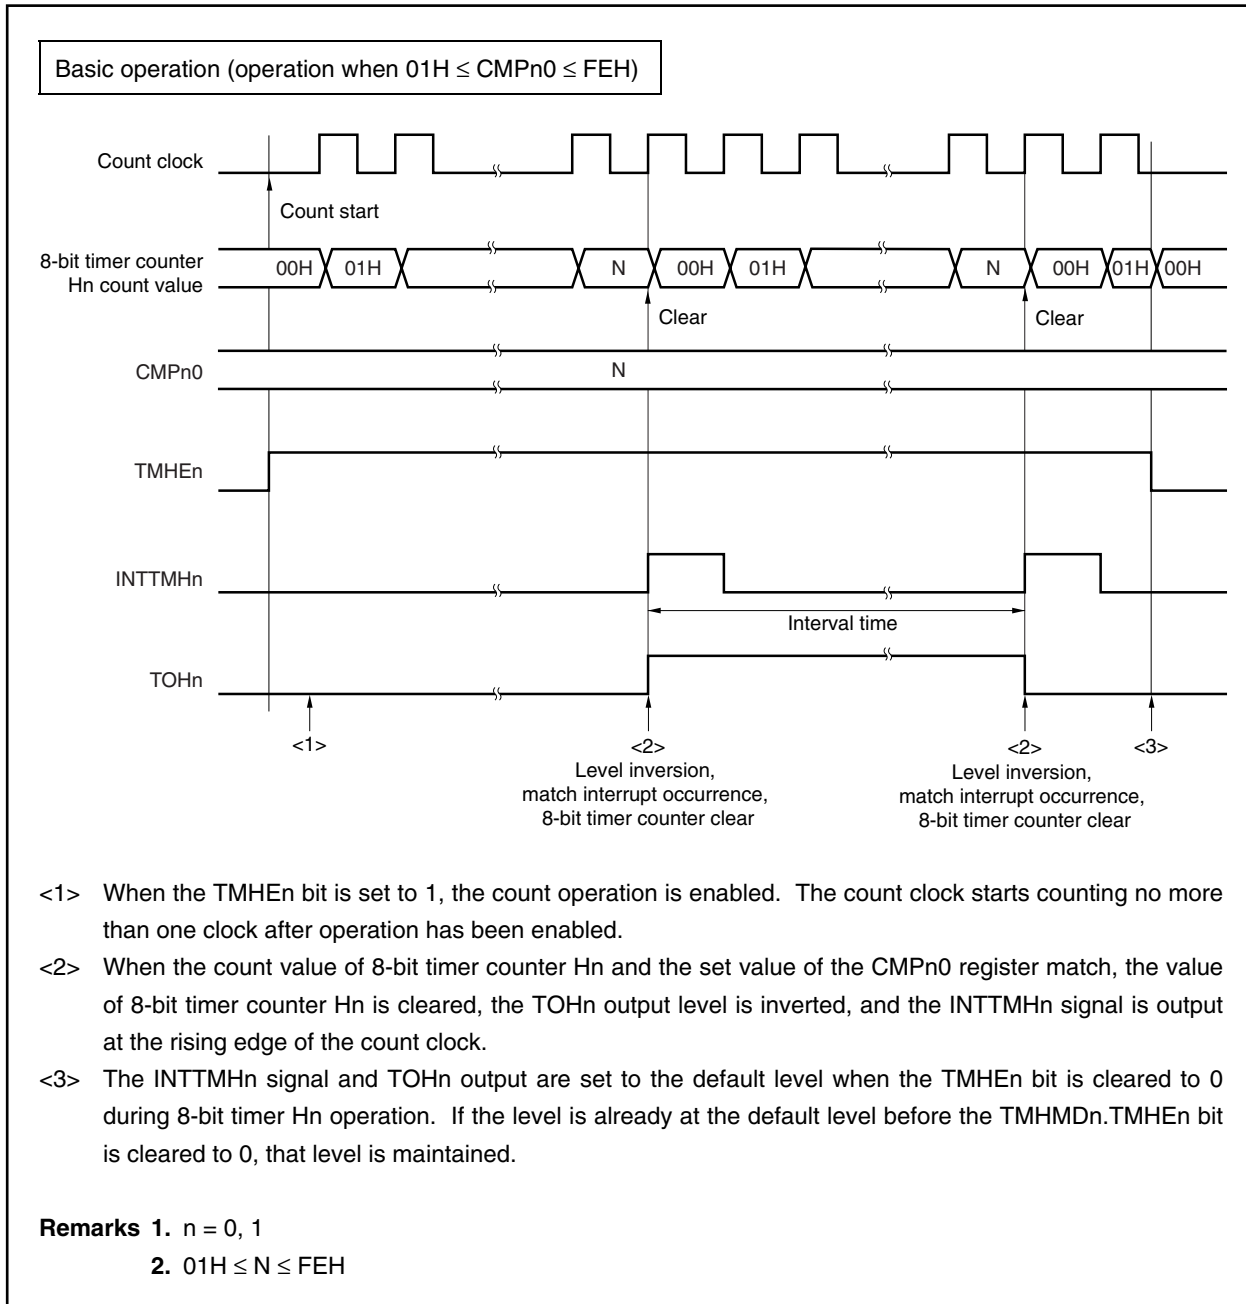 Basic operation (operation when 01H ≤ CMPn0 ≤ FEH)
Count clock
Count start
8-bit timer counter
Hn count value
00H 01H N 00H 01H N 00H 01H 00H
Clear Clear
CMPn0 N
TMHEn
INTTMHn
Interval time
TOHn
<1> <2> <2> <3>
Level inversion,
match interrupt occurrence,
8-bit timer counter clear
Level inversion,
match interrupt occurrence,
8-bit timer counter clear
<1> When the TMHEn bit is set to 1, the count operation is enabled. The count clock starts counting no more
than one clock after operation has been enabled.
<2> When the count value of 8-bit timer counter Hn and the set value of the CMPn0 register match, the value
of 8-bit timer counter Hn is cleared, the TOHn output level is inverted, and the INTTMHn signal is output
at the rising edge of the count clock.
<3> The INTTMHn signal and TOHn output are set to the default level when the TMHEn bit is cleared to 0
during 8-bit timer Hn operation. If the level is already at the default level before the TMHMDn.TMHEn bit
is cleared to 0, that level is maintained.
Remarks 1. n = 0, 1
2. 01H ≤ N ≤ FEH